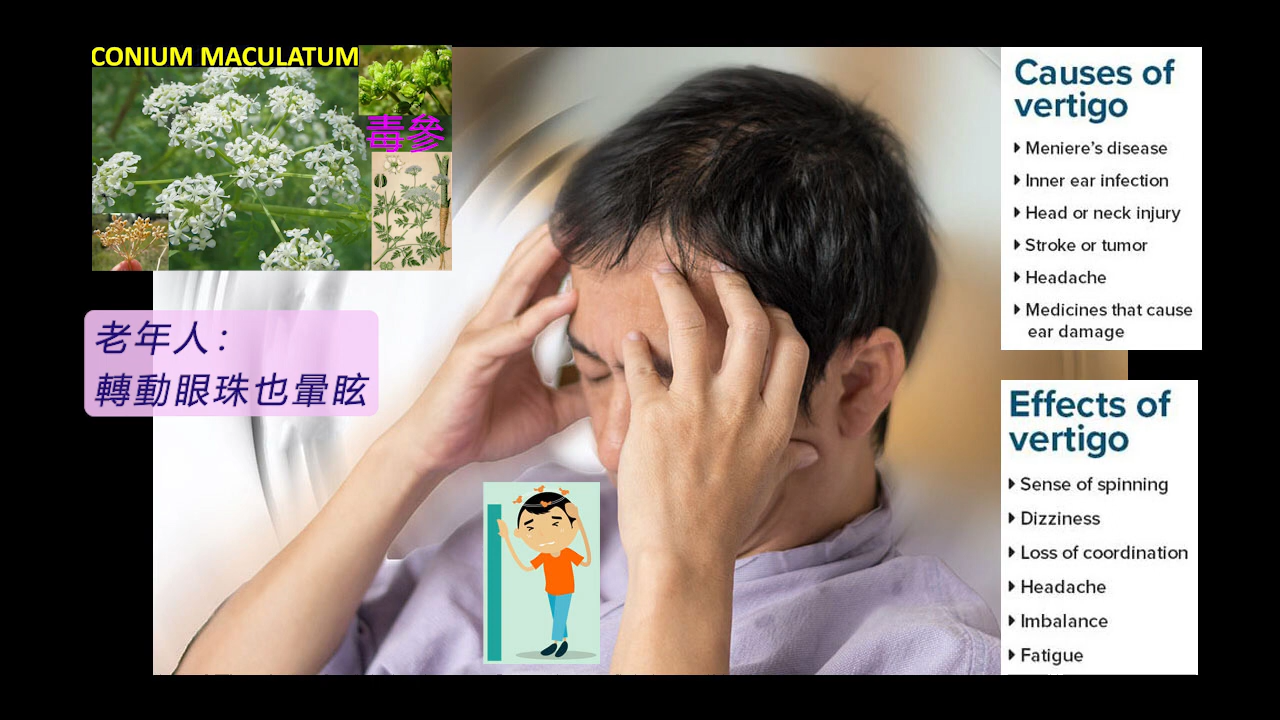 CONIUM MACULATUM
毒參
老年人：
轉動眼珠也暈眩
Causes of
vertigo
Meniere's disease
Inner ear infection
Head or neck injury
Stroke or tumor
Headache
Medicines that cause
ear damage
Effects of
vertigo
Sense of spinning
Dizziness
Loss of coordination
Headache
Imbalance
Fatigue